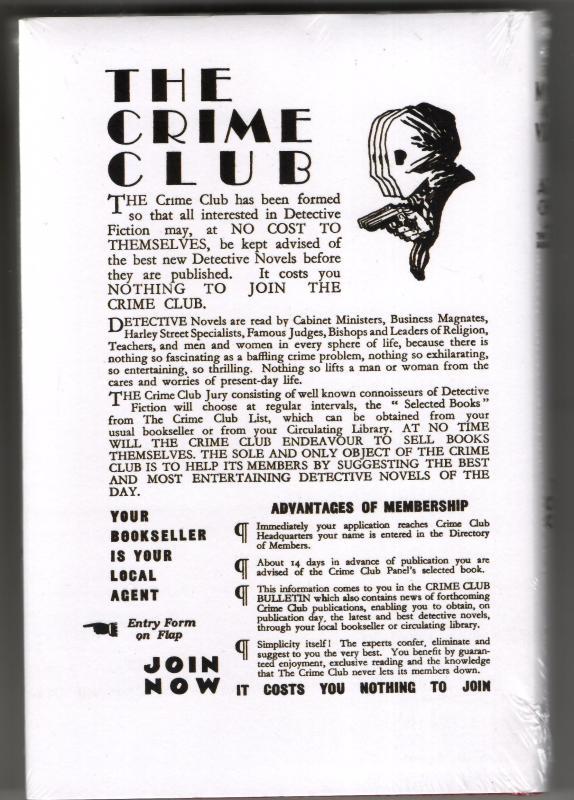 THE
CRIME
CLUB
THE Crime Club has been formed
so that all interested in Detective
Fiction may, at NO COST TO
THEMSELVES, be kept advised of
the best new Detective Novels before
they are published. It costs you
NOTHING TO JOIN THE
CRIME CLUB.
DETECTIVE Novels are read by Cabinet Ministers, Business Magnates,
Harley Street Specialists, Famous Judges, Bishops and Leaders of Religion,
Teachers, and men and women in every sphere of life, because there is
nothing so fascinating as a baffling crime problem, nothing so exhilarating,
so entertaining, so thrilling. Nothing so lifts a man or woman from the
cares and worries of present-day life.
THE Crime Club Jury consisting of well known connoisseurs of Detective
Fiction will choose at regular intervals, the " Selected Books"
from The Crime Club List, which can be obtained from your
usual bookseller or from your Circulating Library. AT NO TIME
WILL THE CRIME CLUB ENDEAVOUR TO SELL BOOKS
THEMSELVES. THE SOLE AND ONLY OBJECT OF THE CRIME
CLUB IS TO HELP ITS MEMBERS BY SUGGESTING THE BEST
AND MOST ENTERTAINING DETECTIVE NOVELS OF THE
DAY.
YOUR
BOOKSELLER
IS YOUR
LOCAL
AGENT
Entry Form
on Flap
JOIN
NOW
ADVANTAGES OF MEMBERSHIP
¶ Immediately your application reaches Crime Club
Headquarters your name is entered in the Directory
of Members.
¶ About 14 days in advance of publication you are
advised of the Crime Club Panel's selected book.
¶ This information comes to you in the CRIME CLUB
BULLETIN which also contains news of forthcoming
Crime Club publications, enabling you to obtain, on
publication day, the latest and best detective novels,
through your local bookseller or circulating library.
¶ Simplicity itself! The experts confer, eliminate and
suggest to you the very best. You benefit by guaran-
teed enjoyment, exclusive reading and the knowledge
that The Crime Club never lets its members down.
IT COSTS YOU NOTHING TO JOIN